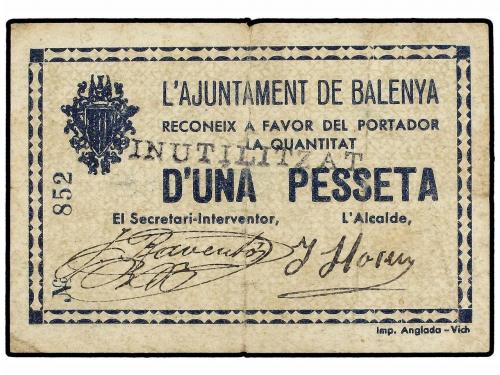 L'AJUNTAMENT DE BALENYA
RECONEIX A FAVOR DEL PORTADOR
LA QUANTITAT
INUTILITZAT
D'UNA PESSETA
El Secretari-Interventor, L'Alcalde,
Nº 852
Imp. Anglada - Vich